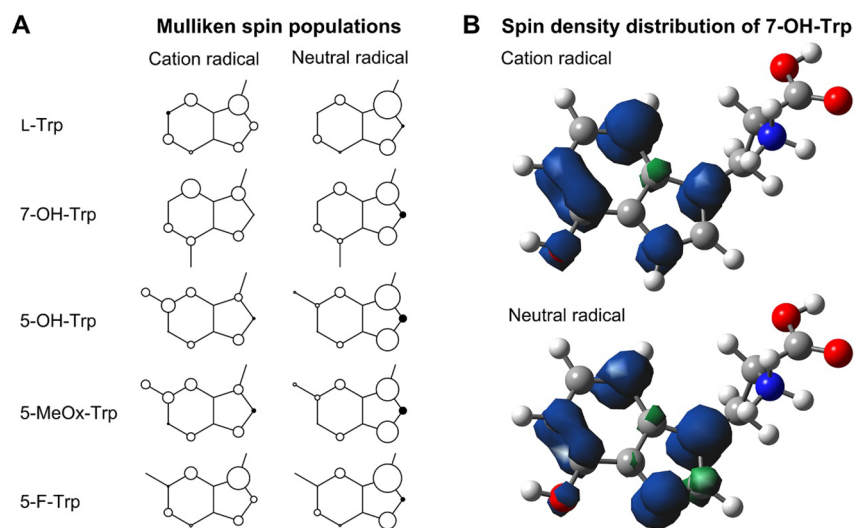 A Mulliken spin populations
Cation radical Neutral radical
L-Trp
7-OH-Trp
5-OH-Trp
5-MeOx-Trp
5-F-Trp
B Spin density distribution of 7-OH-Trp
Cation radical
Neutral radical